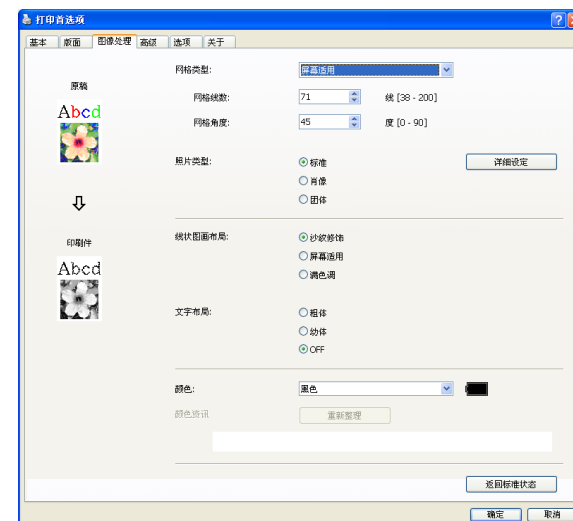 打印首选项
基本 版面 图像处理 高级 选项 关于
网格类型: 屏幕适用
原稿
网格线数: 71 线 [38 - 200]
Abcd
网格角度: 45 度 [0 - 90]
照片类型: 标准 详细设定
肖像
团体
线状图画布局: 沙纹修饰
印刷件
屏幕适用
Abcd
满色调
文字布局: 粗体
幼体
OFF
颜色: 黑色
颜色资讯 重新整理
返回标准状态
确定 取消